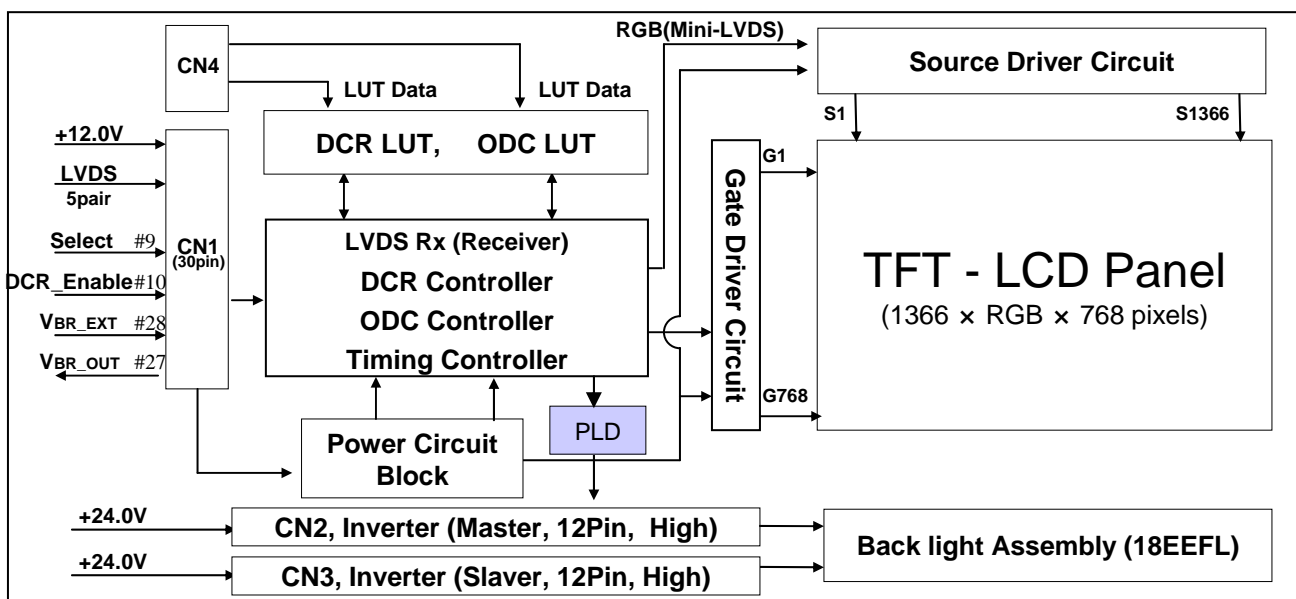 RGB(Mini-LVDS)
CN4
Source Driver Circuit
LUT Data
LUT Data
S1
S1366
+12.0V
DCR LUT, ODC LUT
LVDS
5pair
G1
CN1
(30pin)
Select #9
DCR_Enable #10
VBR_EXT #28
VBR_OUT #27
LVDS Rx (Receiver)
DCR Controller
ODC Controller
Timing Controller
Gate Driver Circuit
TFT - LCD Panel
(1366 × RGB × 768 pixels)
G768
PLD
Power Circuit
Block
+24.0V
CN2, Inverter (Master, 12Pin, High)
Back light Assembly (18EEFL)
+24.0V
CN3, Inverter (Slaver, 12Pin, High)